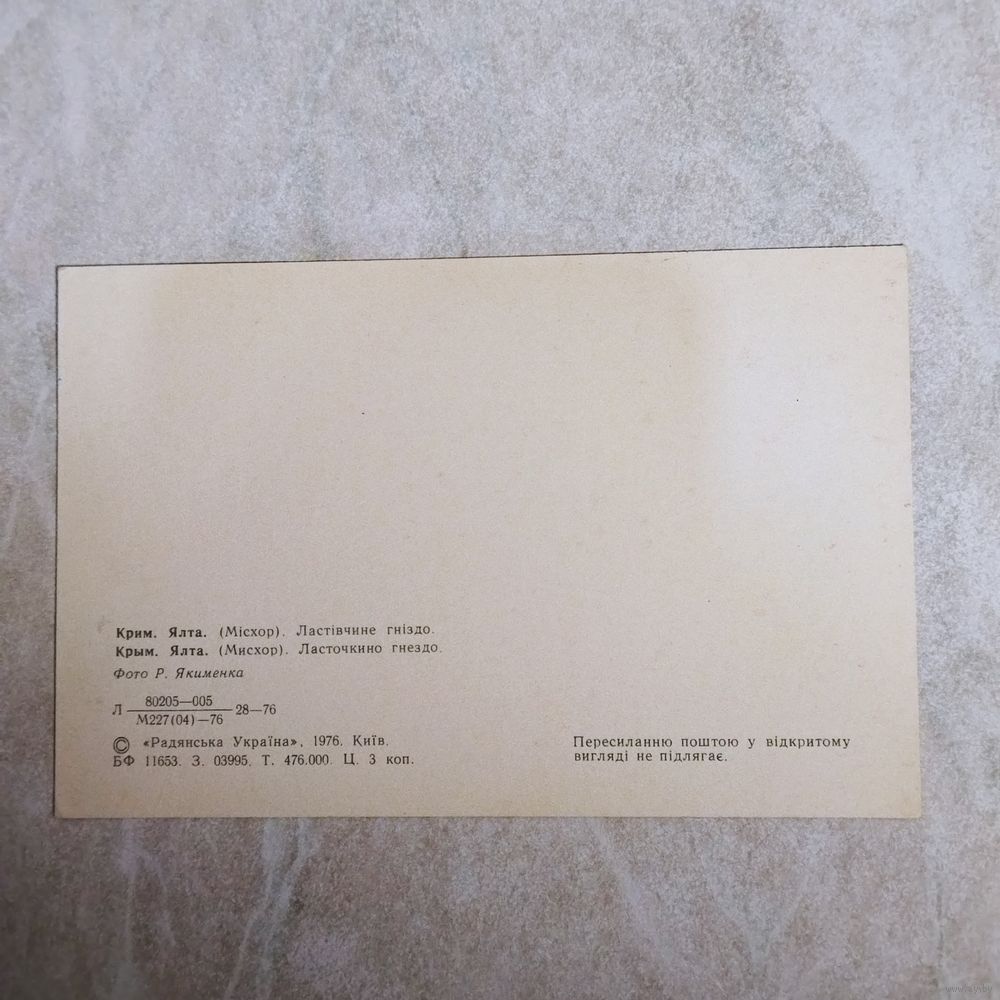 Крим. Ялта. (Місхор). Ластівчине гніздо.
Крым. Ялта. (Мисхор). Ласточкино гнездо.
Фото Р. Якименка
Л 80205—005
М227(04)—76 28—76
© «Радянська Україна», 1976. Київ.
БФ 11653. З. 03995. Т. 476.000. Ц. 3 коп.
Пересиланню поштою у відкритому
вигляді не підлягає.